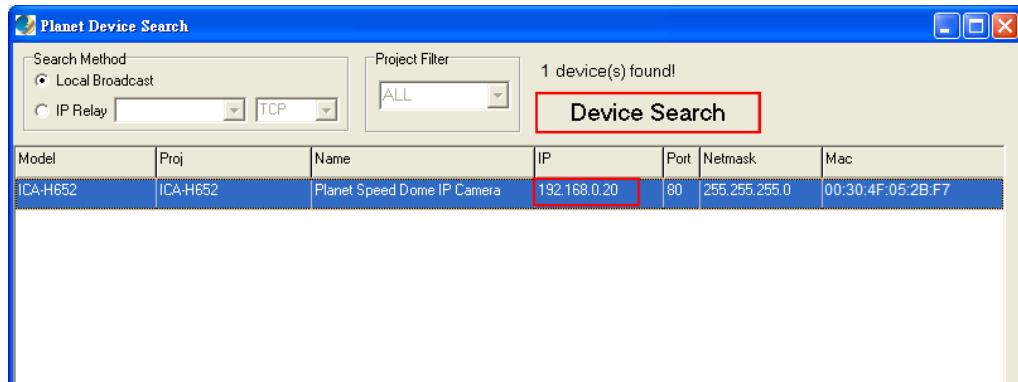 Planet Device Search
Search Method
Local Broadcast
IP Relay TCP
Project Filter
ALL
1 device(s) found!
Device Search
Model Proj Name IP Port Netmask Mac
ICA-H652 ICA-H652 Planet Speed Dome IP Camera 192.168.0.20 80 255.255.255.0 00:30:4F:05:2B:F7